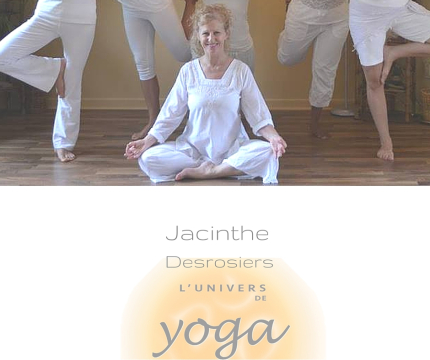 Jacinthe
Desrosiers
L'UNIVERS
DE
yoga